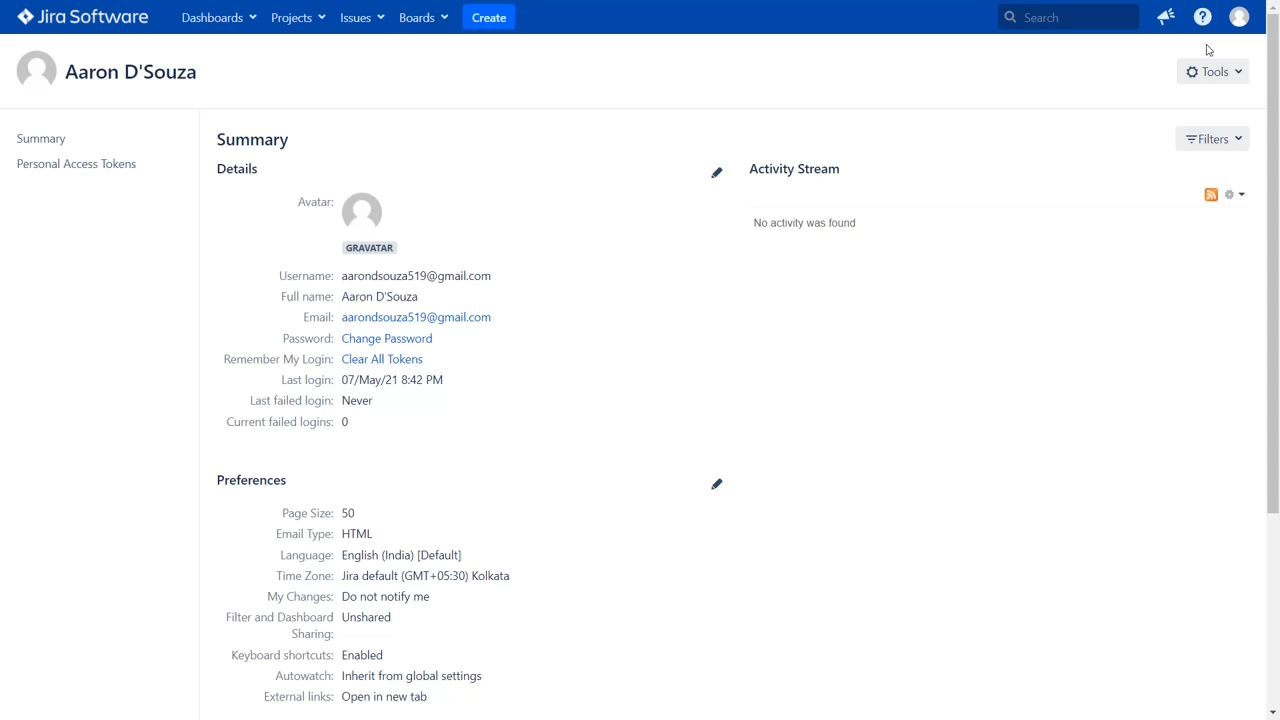 Jira Software Dashboards Projects Issues Boards Create Search
Aaron D'Souza
Tools
Summary
Personal Access Tokens
Summary
Filters
Details
Avatar:
GRAVATAR
Username: aarondsouza519@gmail.com
Full name: Aaron D'Souza
Email: aarondsouza519@gmail.com
Password: Change Password
Remember My Login: Clear All Tokens
Last login: 07/May/21 8:42 PM
Last failed login: Never
Current failed logins: 0
Preferences
Page Size: 50
Email Type: HTML
Language: English (India) [Default]
Time Zone: Jira default (GMT+05:30) Kolkata
My Changes: Do not notify me
Filter and Dashboard Unshared
Sharing:
Keyboard shortcuts: Enabled
Autowatch: Inherit from global settings
External links: Open in new tab
Activity Stream
No activity was found